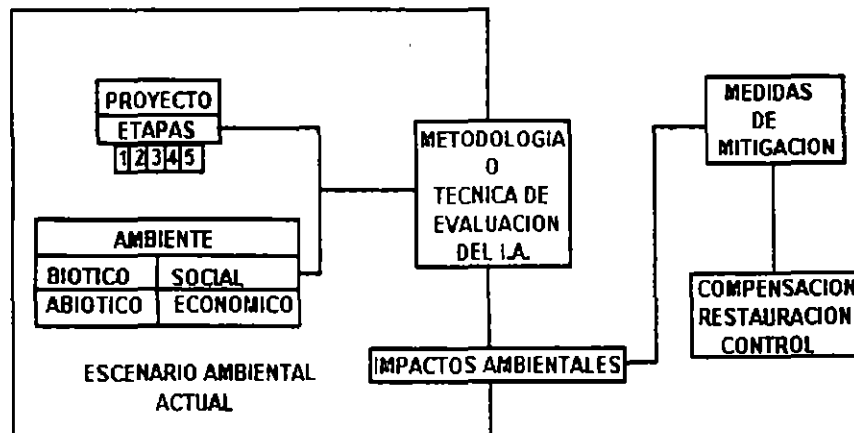 PROYECTO
ETAPAS
1 2 3 4 5
AMBIENTE
BIOTICO SOCIAL
ABIOTICO ECONOMICO
ESCENARIO AMBIENTAL
ACTUAL
METODOLOGIA
O
TECNICA DE
EVALUACION
DEL I.A.
IMPACTOS AMBIENTALES
MEDIDAS
DE
MITIGACION
COMPENSACION
RESTAURACION
CONTROL